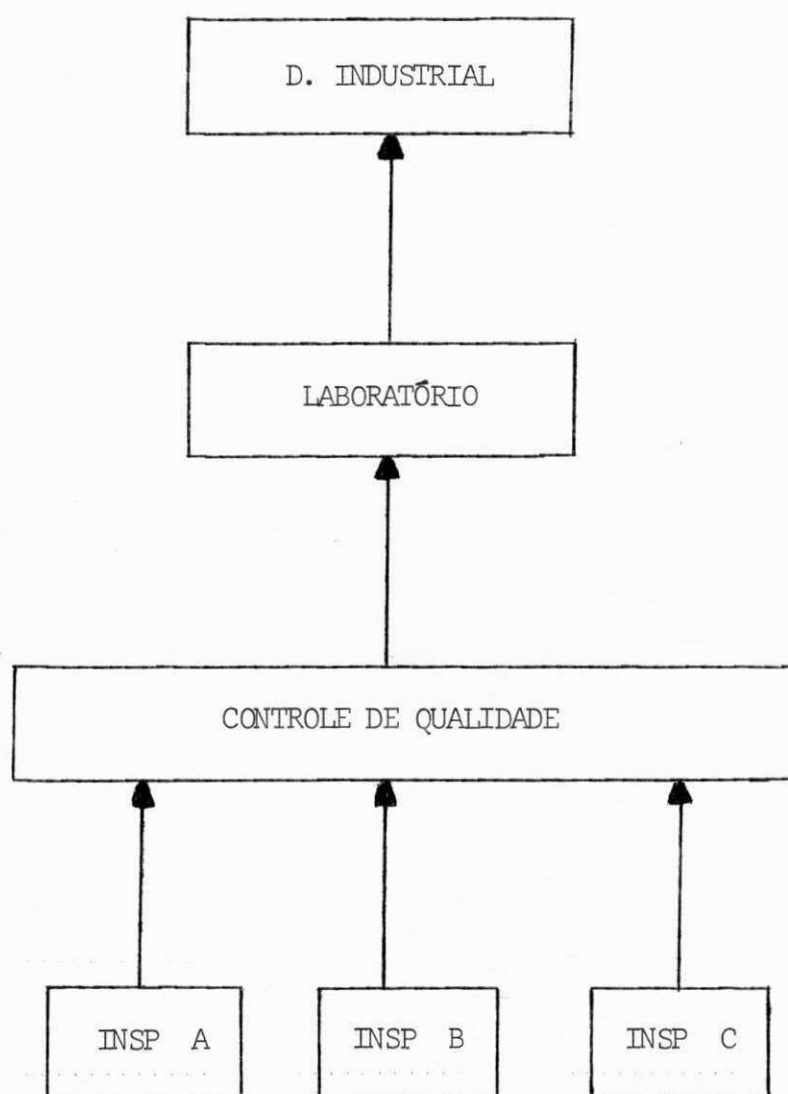 D. INDUSTRIAL
LABORATÓRIO
CONTROLE DE QUALIDADE
INSP A
INSP B
INSP C